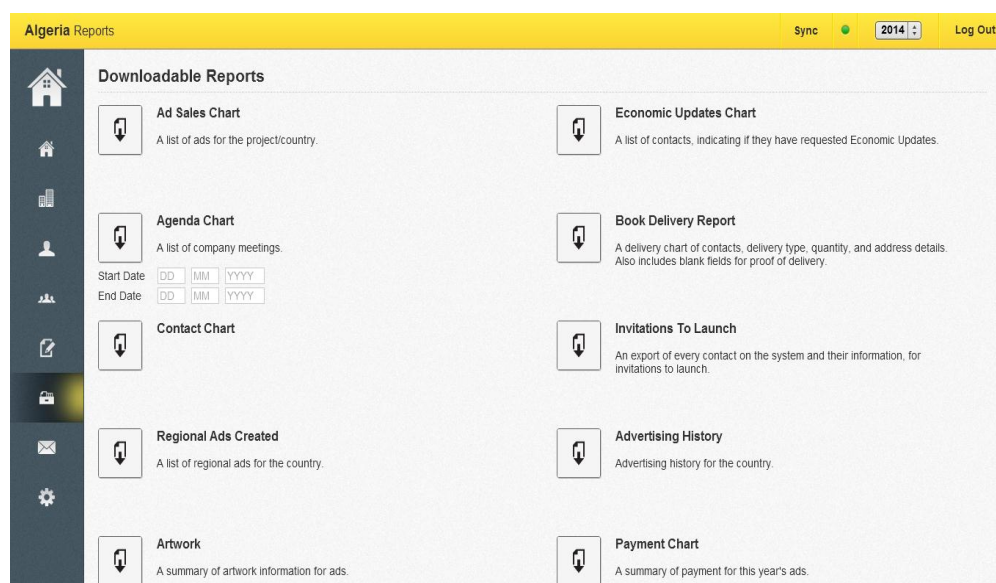 Algeria Reports
Sync
2014
Log Out
Downloadable Reports
Ad Sales Chart
A list of ads for the project/country.
Economic Updates Chart
A list of contacts, indicating if they have requested Economic Updates.
Agenda Chart
A list of company meetings.
Start Date DD MM YYYY
End Date DD MM YYYY
Book Delivery Report
A delivery chart of contacts, delivery type, quantity, and address details.
Also includes blank fields for proof of delivery.
Contact Chart
Invitations To Launch
An export of every contact on the system and their information, for
invitations to launch.
Regional Ads Created
A list of regional ads for the country.
Advertising History
Advertising history for the country.
Artwork
A summary of artwork information for ads.
Payment Chart
A summary of payment for this year's ads.